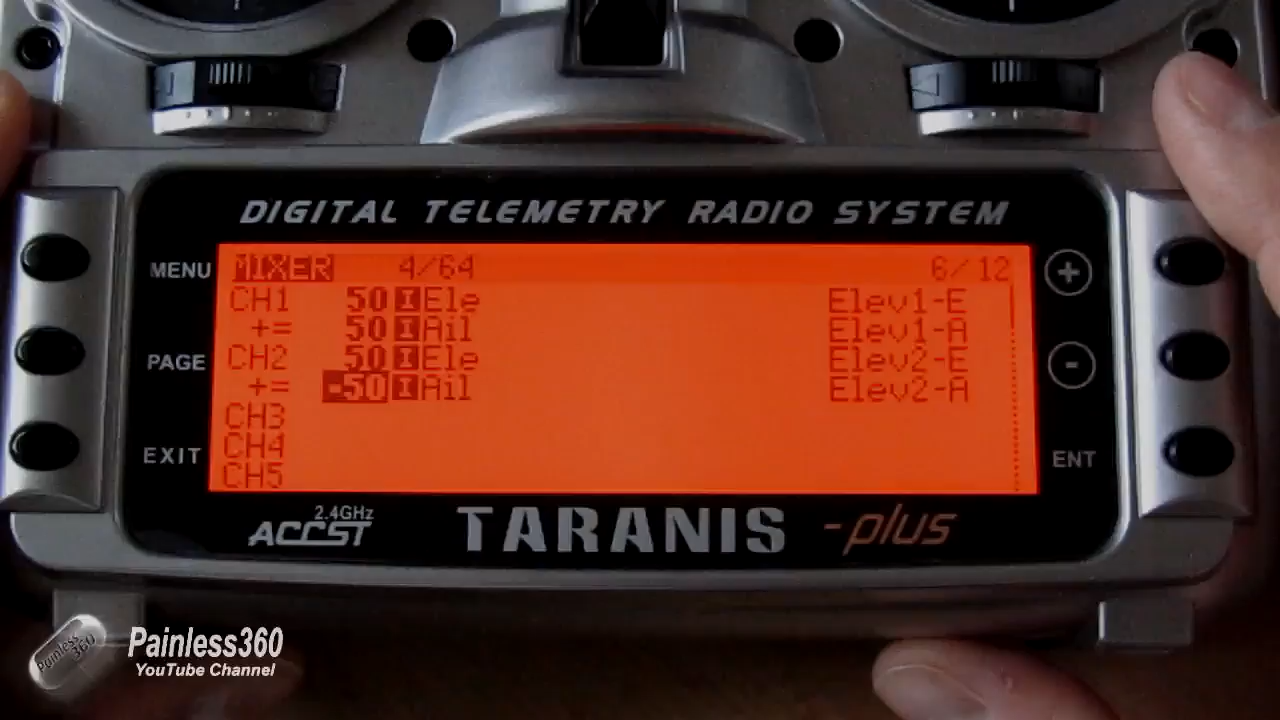 DIGITAL TELEMETRY RADIO SYSTEM
MENU
PAGE
EXIT
MIXER 4/64 6/12
CH1 50 I Ele Elev1-E
+= 50 I Ail Elev1-A
CH2 50 I Ele Elev2-E
+= -50 I Ail Elev2-A
CH3
CH4
CH5
+
-
ENT
2.4GHz
ACCST
TARANIS -plus
Painless360
Painless360
YouTube Channel